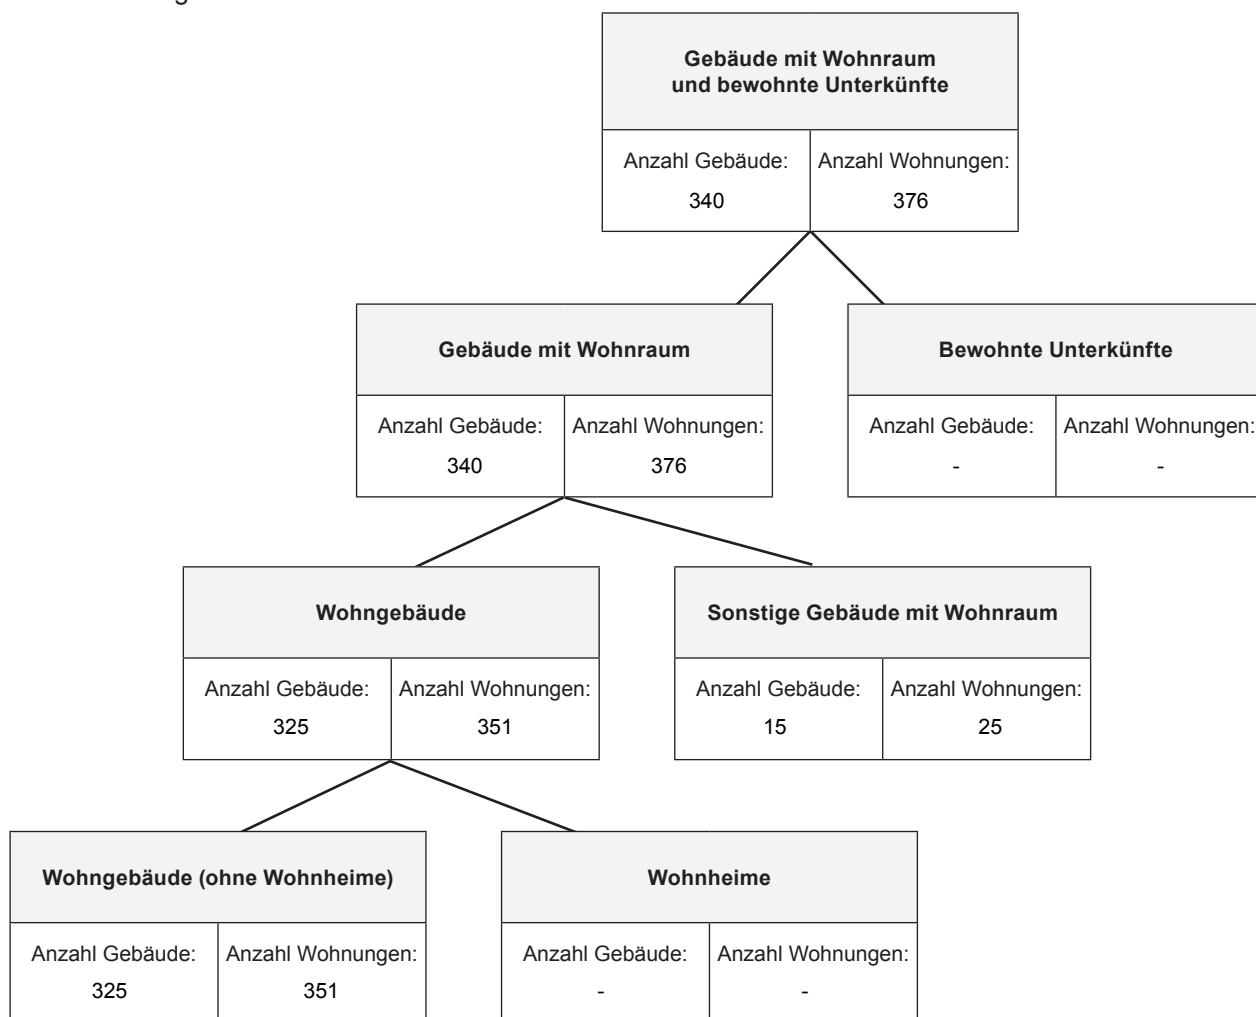 Gebäude mit Wohnraum
und bewohnte Unterkünfte
Anzahl Gebäude: Anzahl Wohnungen:
340 376
Gebäude mit Wohnraum
Anzahl Gebäude: Anzahl Wohnungen:
340 376
Bewohnte Unterkünfte
Anzahl Gebäude: Anzahl Wohnungen:
- -
Wohngebäude
Anzahl Gebäude: Anzahl Wohnungen:
325 351
Sonstige Gebäude mit Wohnraum
Anzahl Gebäude: Anzahl Wohnungen:
15 25
Wohngebäude (ohne Wohnheime)
Anzahl Gebäude: Anzahl Wohnungen:
325 351
Wohnheime
Anzahl Gebäude: Anzahl Wohnungen:
- -